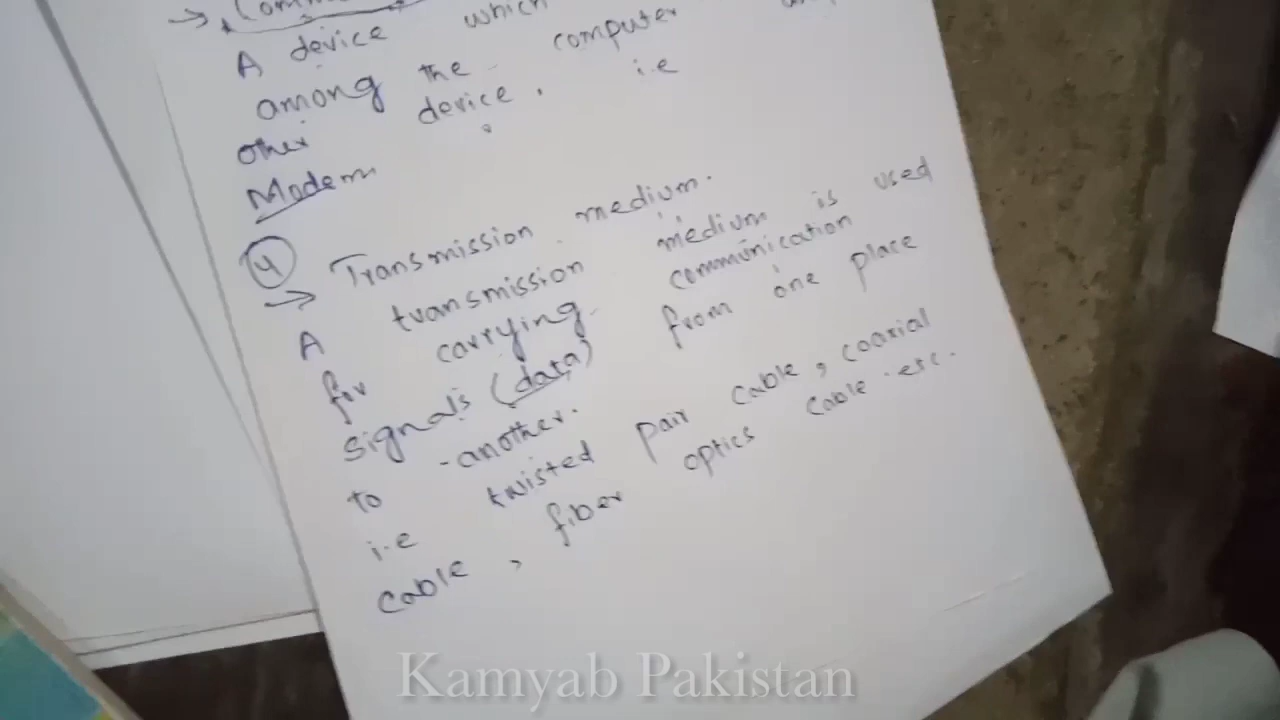 A device which
among the computer
other device. i.e
Modem
4 Transmission medium.
A transmission medium is used
for carrying communication
signals (data) from one place
to another.
i.e twisted pair cable, coaxial
cable, fiber optics cable.etc.
Kamyab Pakistan